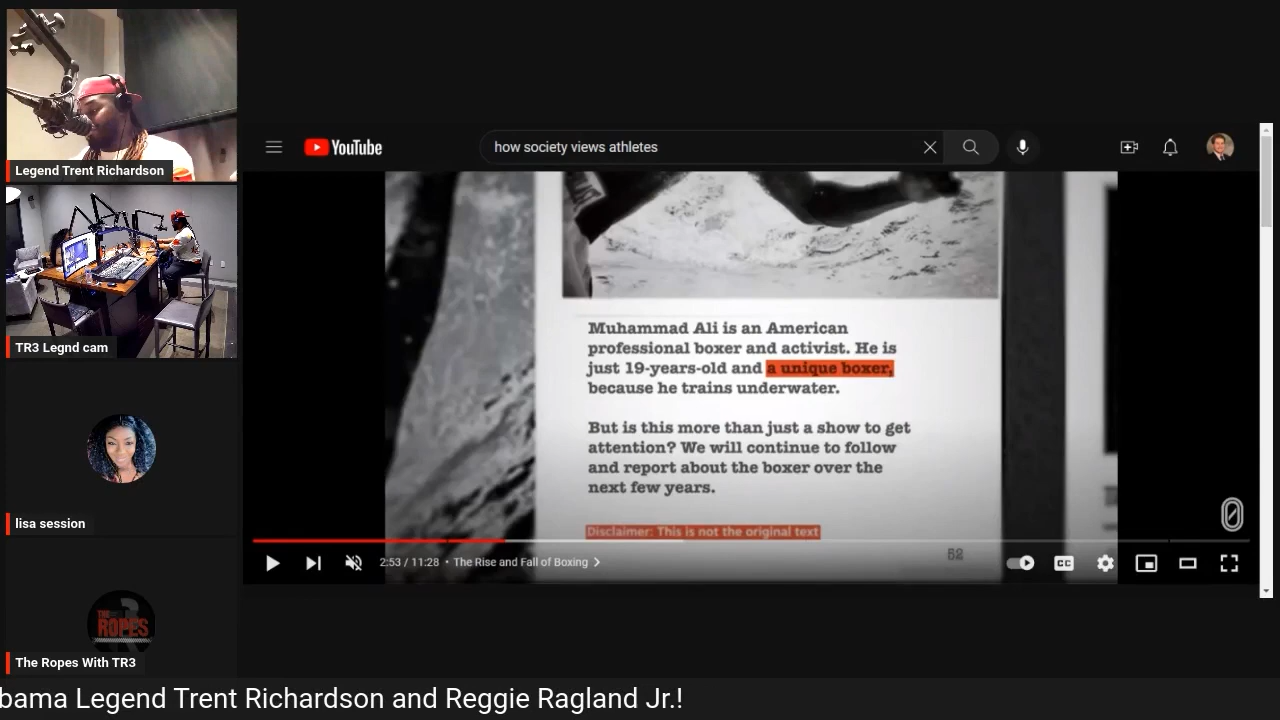 Legend Trent Richardson
TR3 Legnd cam
lisa session
THE
ROPES
The Ropes With TR3
YouTube
how society views athletes
Muhammad Ali is an American
professional boxer and activist. He is
just 19-years-old and a unique boxer,
because he trains underwater.
But is this more than just a show to get
attention? We will continue to follow
and report about the boxer over the
next few years.
Disclaimer: This is not the original text
52
2:53 / 11:28 • The Rise and Fall of Boxing
CC
bama Legend Trent Richardson and Reggie Ragland Jr.!